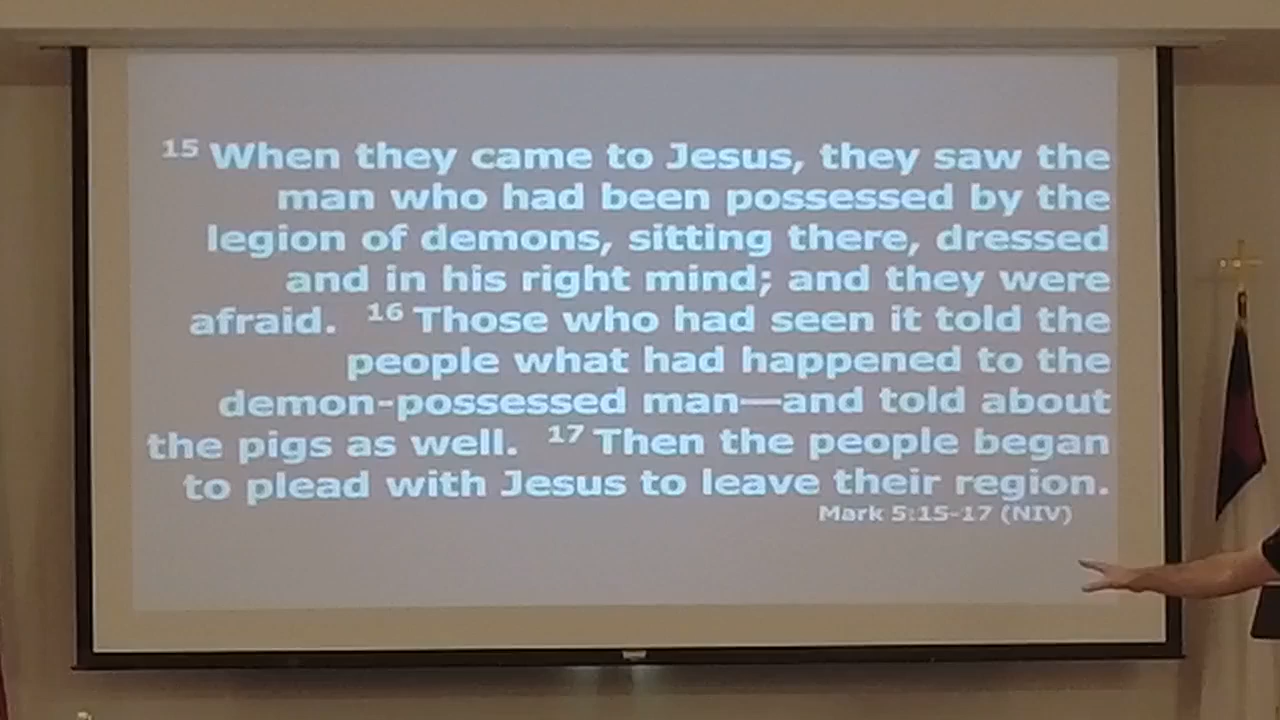 15 When they came to Jesus, they saw the
man who had been possessed by the
legion of demons, sitting there, dressed
and in his right mind; and they were
afraid. 16 Those who had seen it told the
people what had happened to the
demon-possessed man—and told about
the pigs as well. 17 Then the people began
to plead with Jesus to leave their region.
Mark 5:15-17 (NIV)